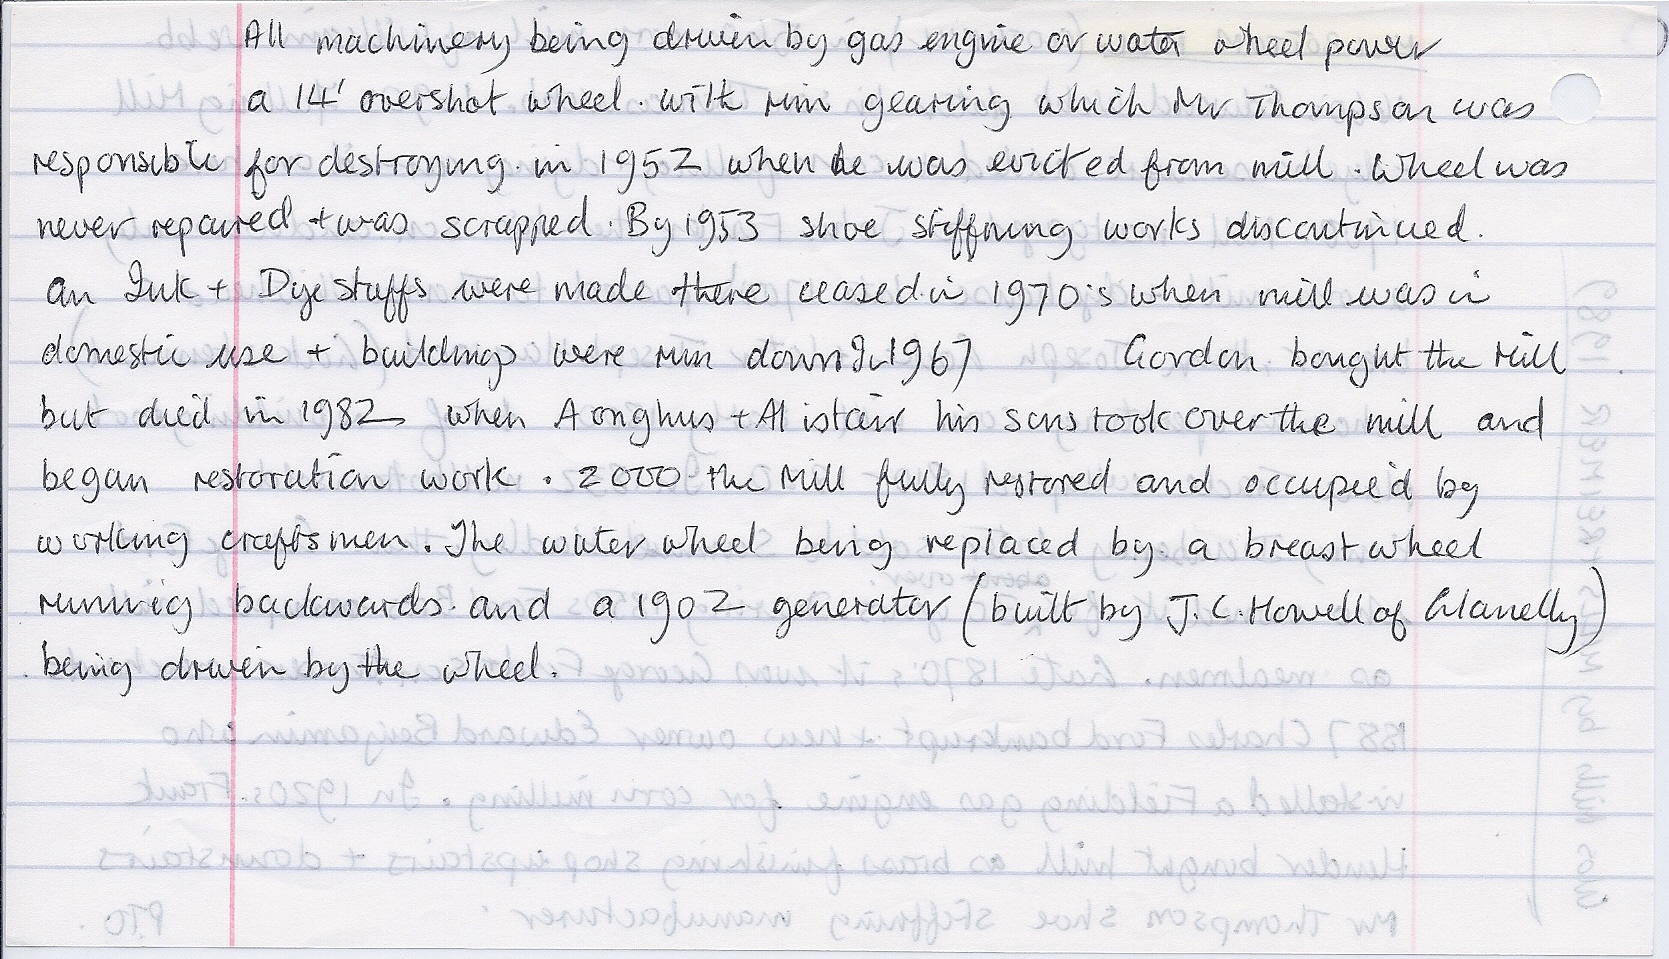 All machinery being driven by gas engine or water wheel power
a 14' overshot wheel. with rim gearing which Mr Thompson was
responsible for destroying. in 1952 when he was evicted from mill. Wheel was
never repaired + was scrapped. By 1953 shoe stiffning works discontinued.
an Ink + Dye stuffs were made there ceased in 1970's when mill was in
domestic use + buildings were run down In 1967 Gordon bought the Mill
but died in 1982 when Aonghus + Alistair his sons took over the mill and
began restoration work. 2000 the Mill fully restored and occupied by
working craftsmen. The water wheel being replaced by a breast wheel
running backwards. and a 1902 generator (built by J.C. Howell of Llanelly)
being driven by the wheel.